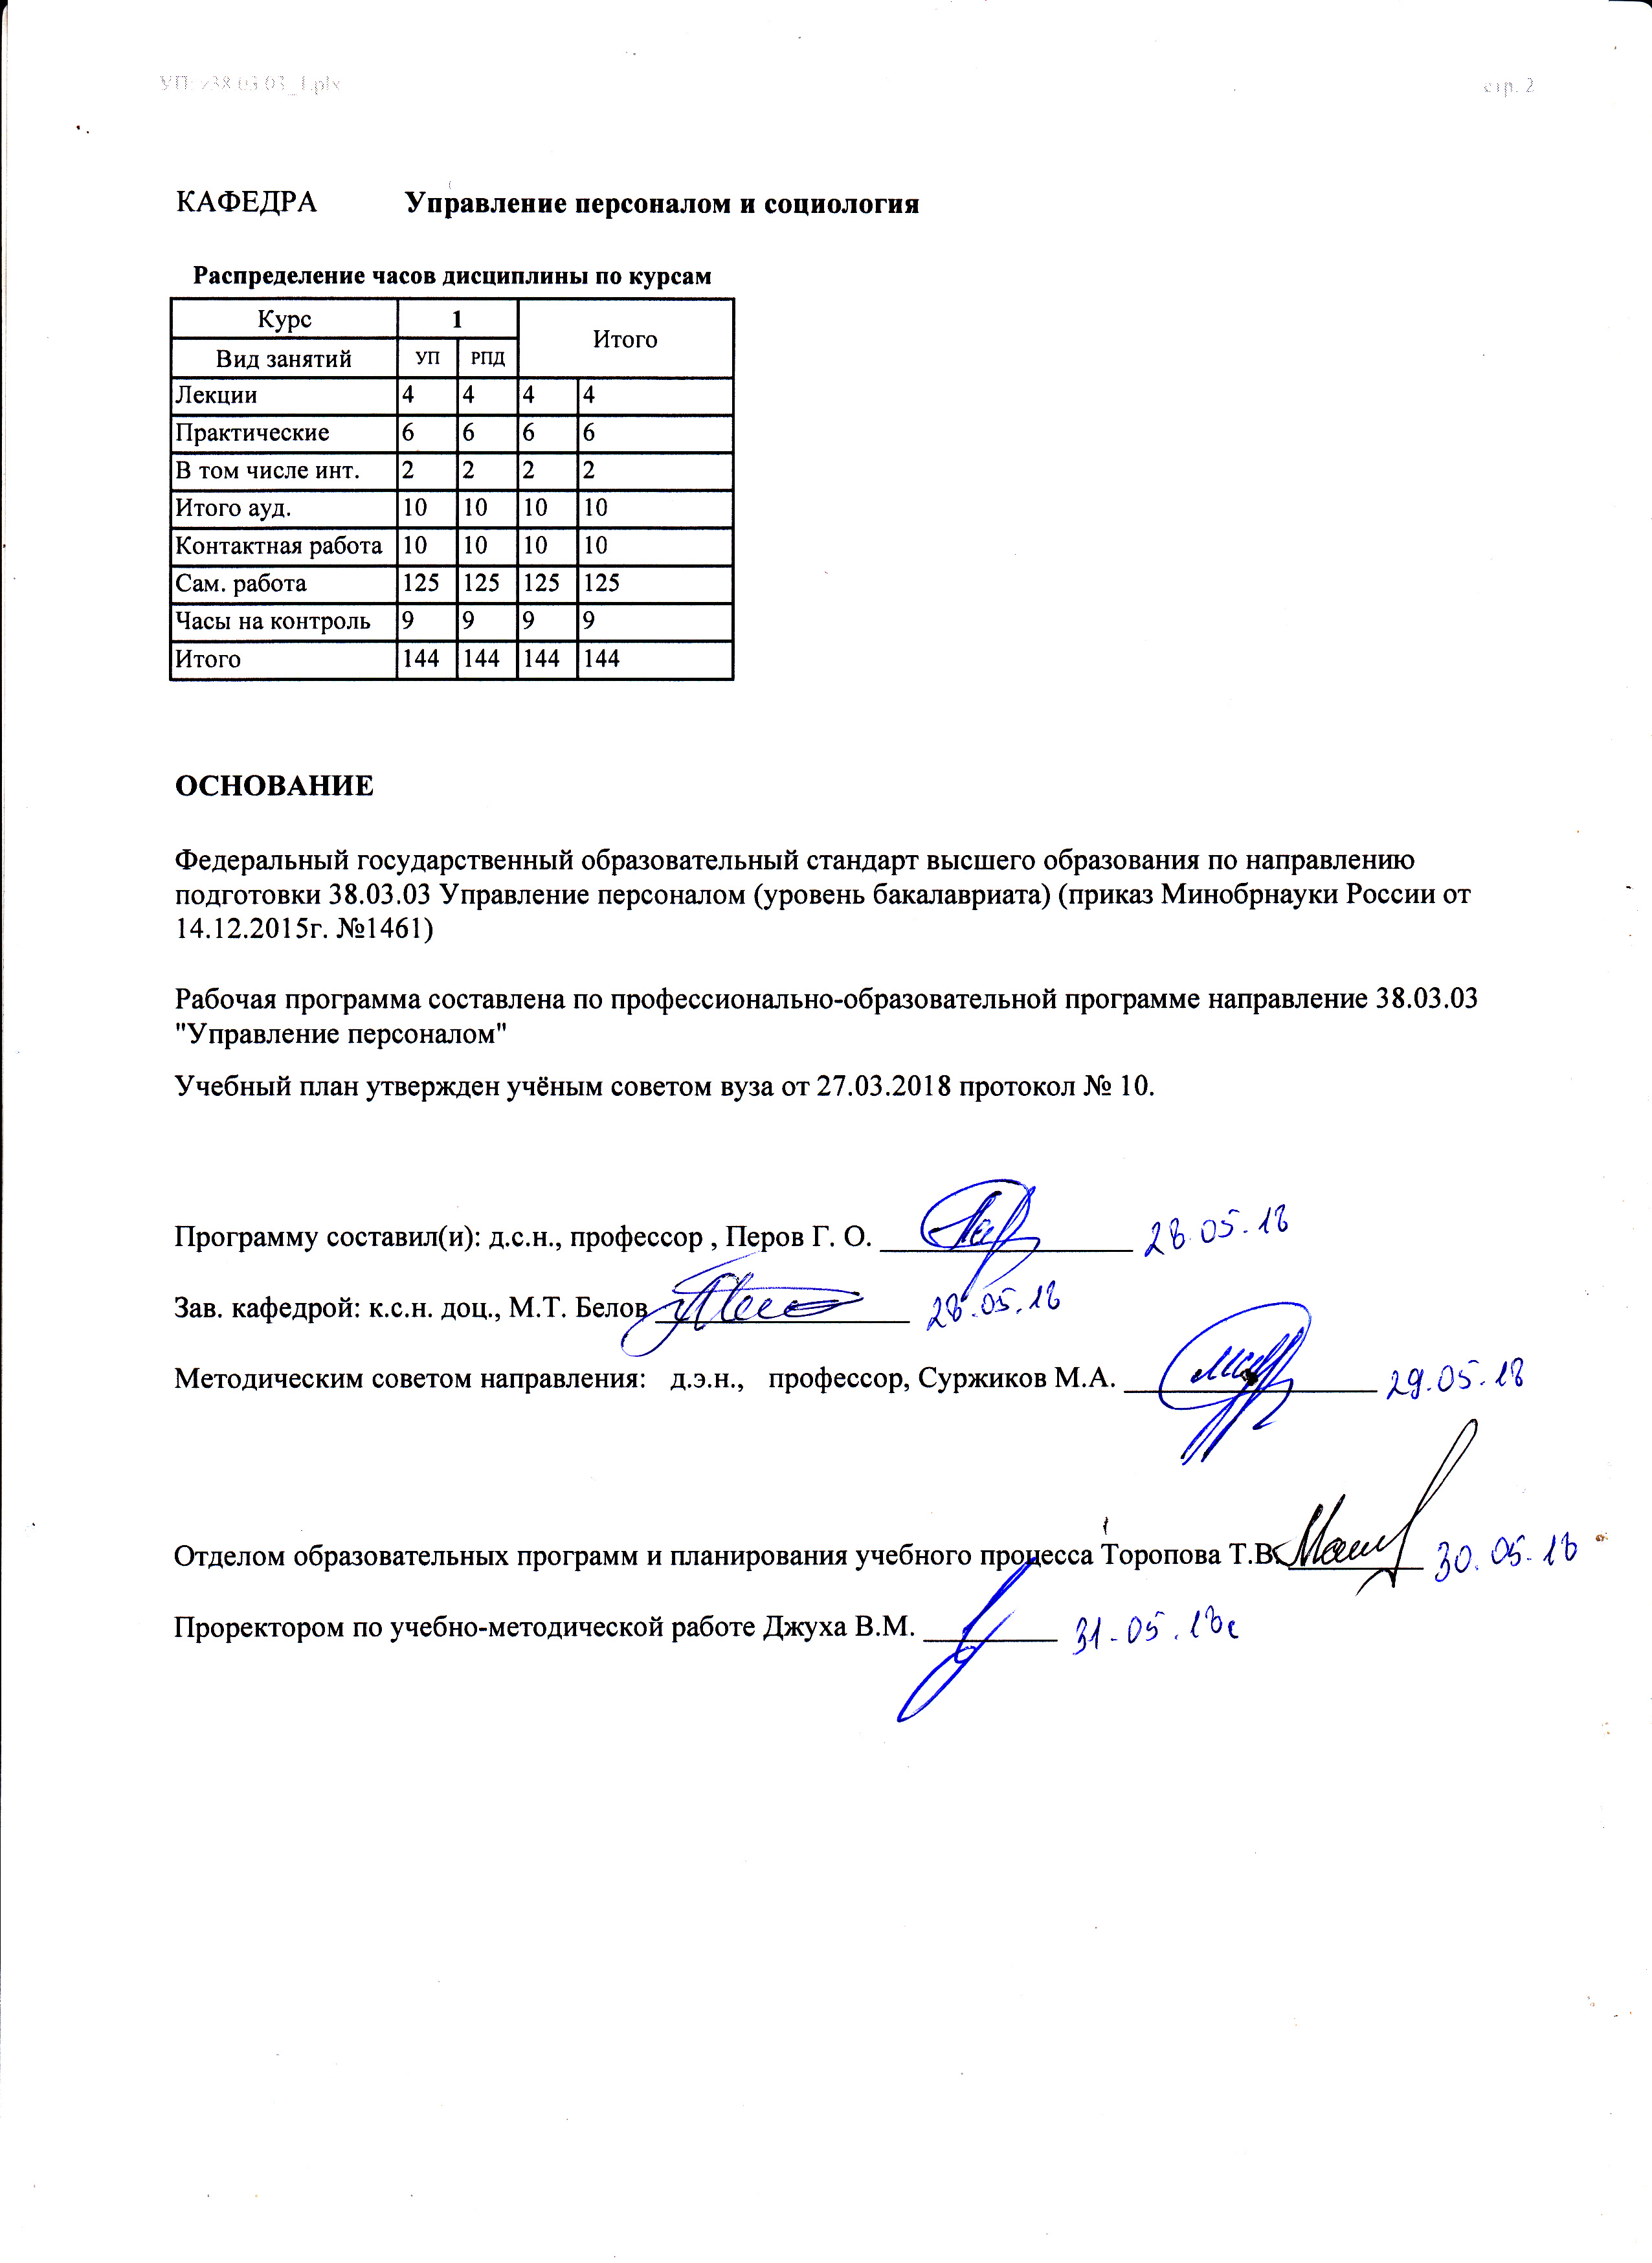 УП: z38.03.03_1.plx
стр. 2
КАФЕДРА Управление персоналом и социология
Распределение часов дисциплины по курсам
Курс 1 Итого
Вид занятий УП РПД
Лекции 4 4 4 4
Практические 6 6 6 6
В том числе инт. 2 2 2 2
Итого ауд. 10 10 10 10
Контактная работа 10 10 10 10
Сам. работа 125 125 125 125
Часы на контроль 9 9 9 9
Итого 144 144 144 144
ОСНОВАНИЕ
Федеральный государственный образовательный стандарт высшего образования по направлению
подготовки 38.03.03 Управление персоналом (уровень бакалавриата) (приказ Минобрнауки России от
14.12.2015г. №1461)
Рабочая программа составлена по профессионально-образовательной программе направление 38.03.03
"Управление персоналом"
Учебный план утвержден учёным советом вуза от 27.03.2018 протокол № 10.
Программу составил(и): д.с.н., профессор , Перов Г. О. 28.05.18
Зав. кафедрой: к.с.н. доц., М.Т. Белов 28.05.18
Методическим советом направления: д.э.н., профессор, Суржиков М.А. 29.05.18
Отделом образовательных программ и планирования учебного процесса Торопова Т.В. 30.05.18
Проректором по учебно-методической работе Джуха В.М. 31.05.18г